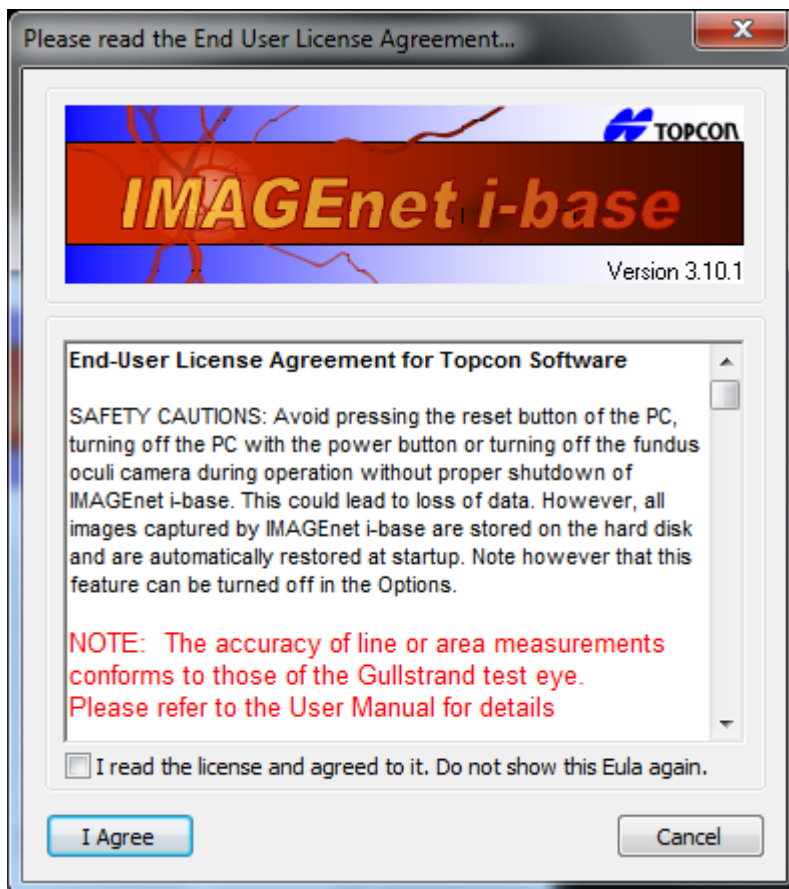 Please read the End User License Agreement...
TOPCON
IMAGEnet i-base
Version 3.10.1
End-User License Agreement for Topcon Software
SAFETY CAUTIONS: Avoid pressing the reset button of the PC,
turning off the PC with the power button or turning off the fundus
oculi camera during operation without proper shutdown of
IMAGEnet i-base. This could lead to loss of data. However, all
images captured by IMAGEnet i-base are stored on the hard disk
and are automatically restored at startup. Note however that this
feature can be turned off in the Options.
NOTE:  The accuracy of line or area measurements
conforms to those of the Gullstrand test eye.
Please refer to the User Manual for details
I read the license and agreed to it. Do not show this Eula again.
I Agree
Cancel